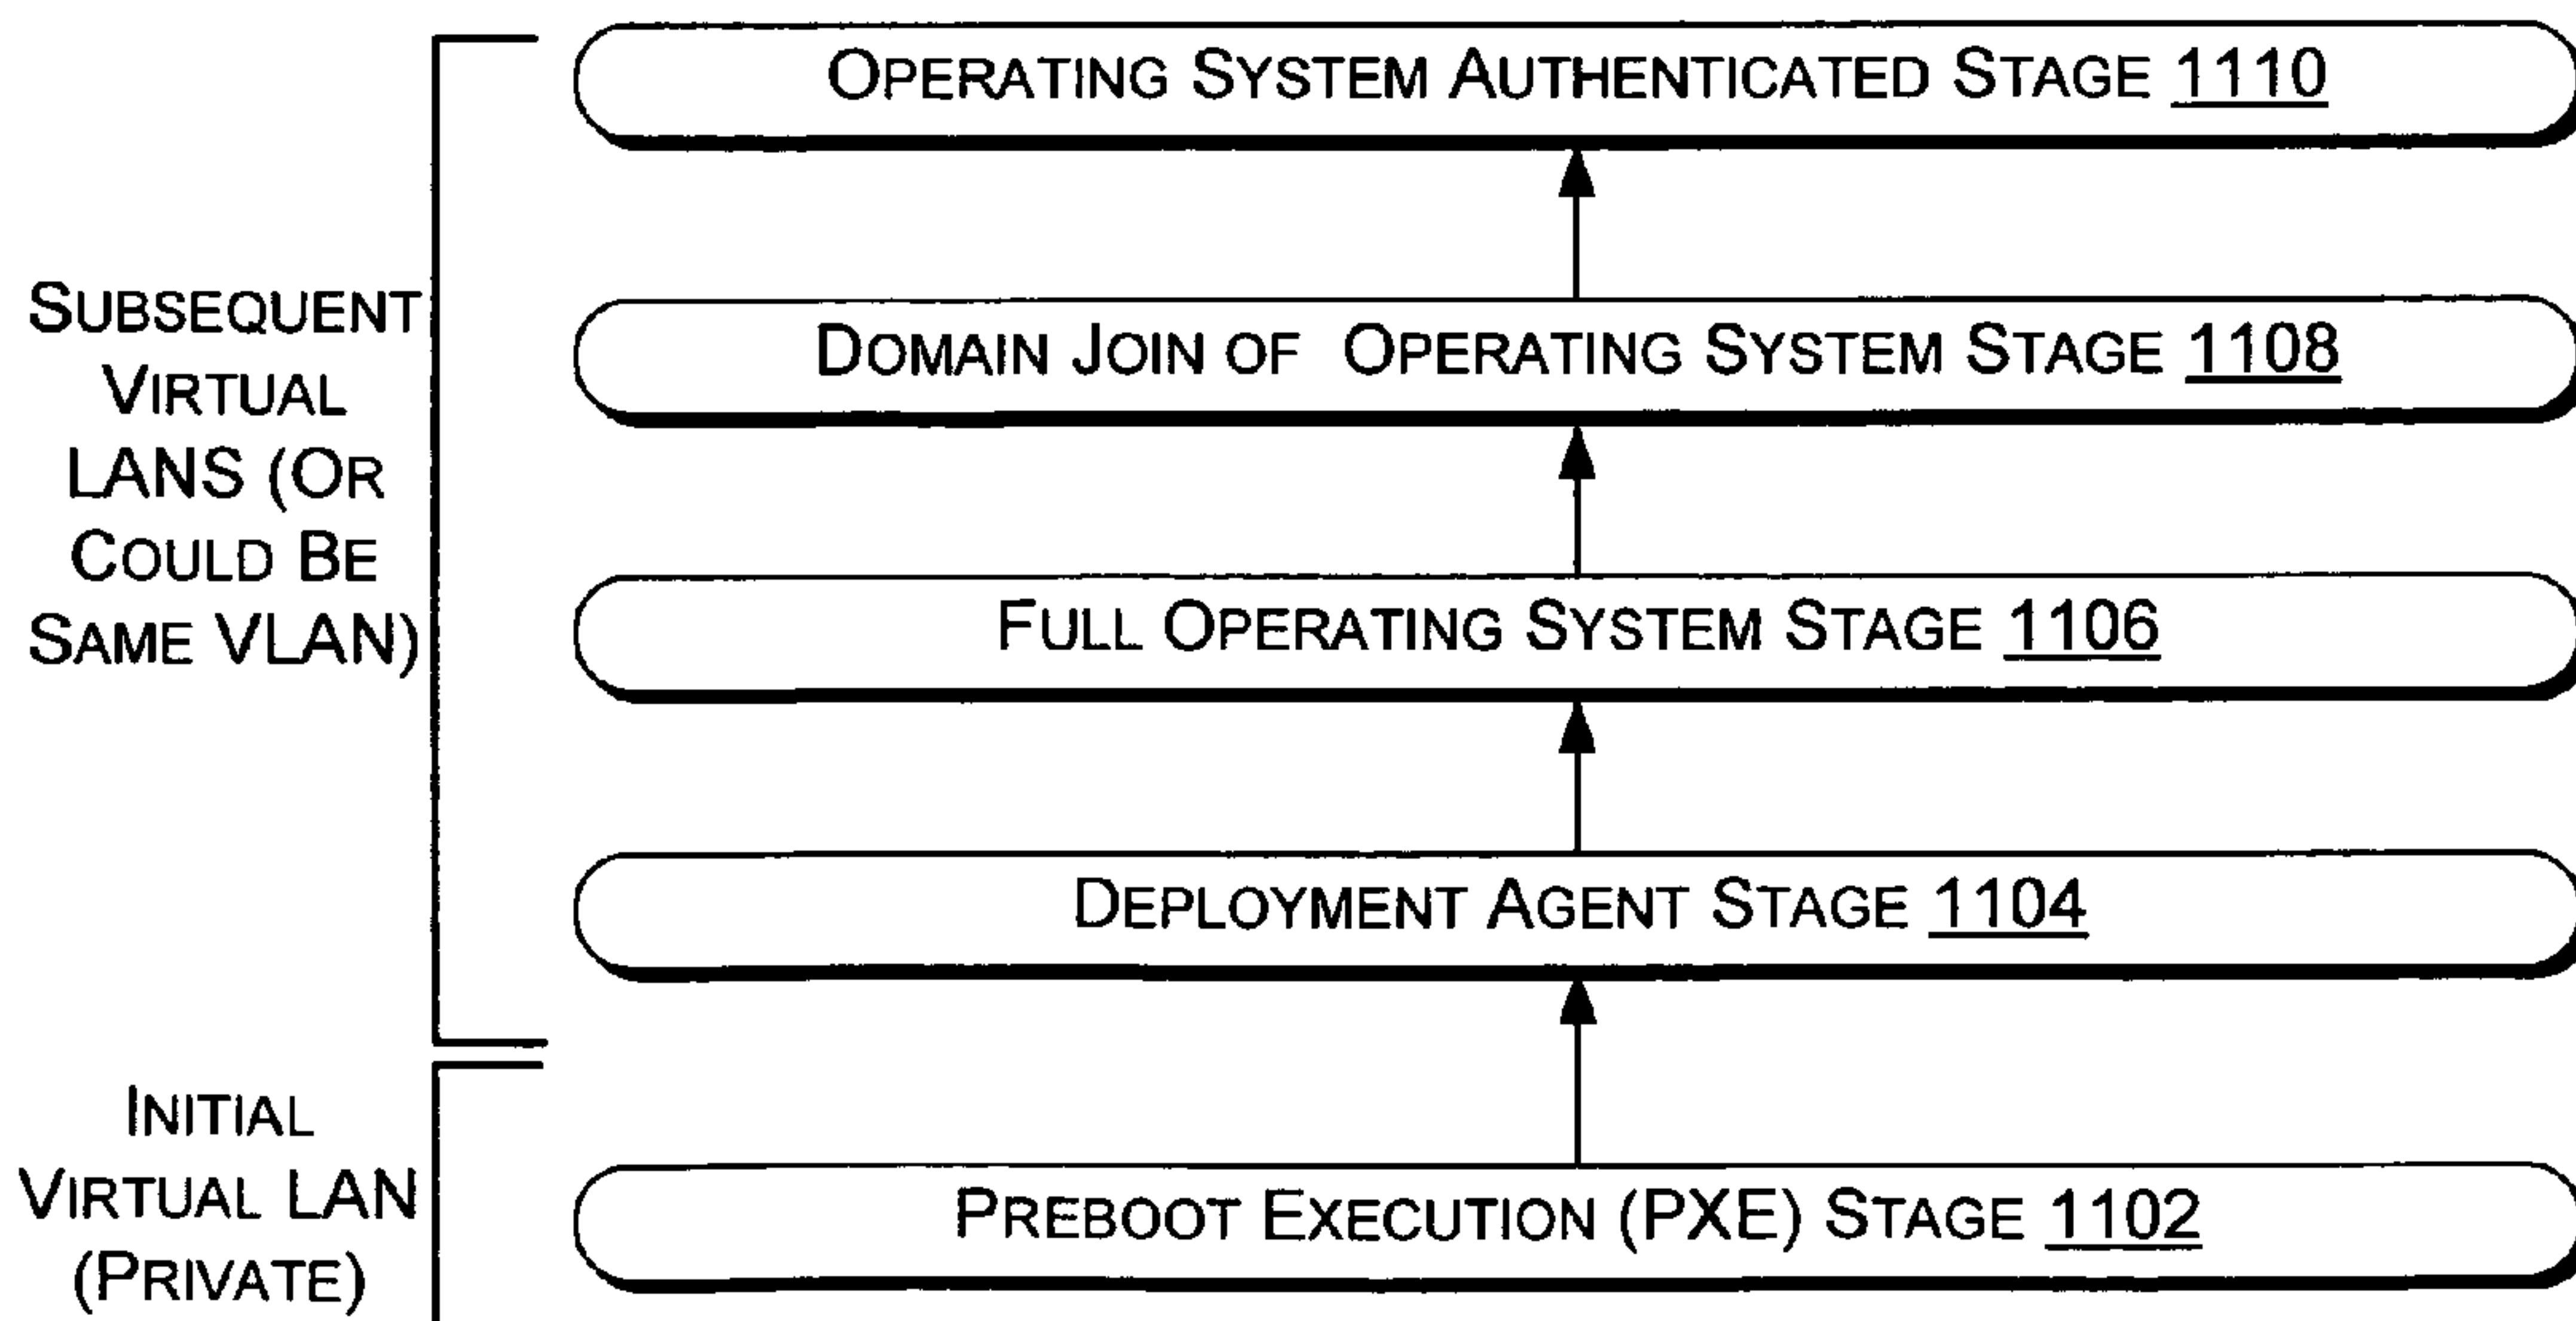 OPERATING SYSTEM AUTHENTICATED STAGE 1110
SUBSEQUENT
VIRTUAL
LANS (OR
COULD BE
SAME VLAN)
DOMAIN JOIN OF OPERATING SYSTEM STAGE 1108
FULL OPERATING SYSTEM STAGE 1106
DEPLOYMENT AGENT STAGE 1104
INITIAL
VIRTUAL LAN
(PRIVATE)
PREBOOT EXECUTION (PXE) STAGE 1102